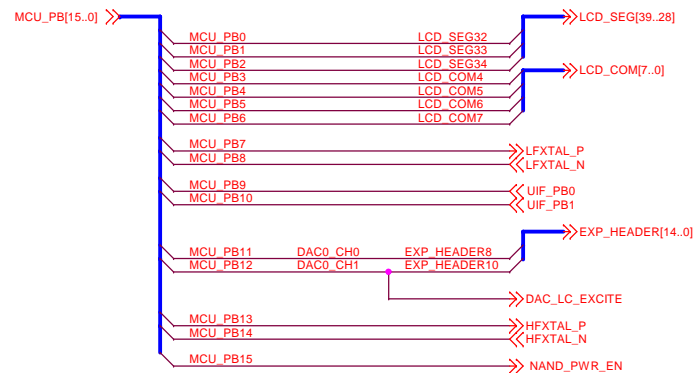 MCU_PB[15..0] LCD_SEG[39..28]
MCU_PB0 LCD_SEG32
MCU_PB1 LCD_SEG33
MCU_PB2 LCD_SEG34
MCU_PB3 LCD_COM4 LCD_COM[7..0]
MCU_PB4 LCD_COM5
MCU_PB5 LCD_COM6
MCU_PB6 LCD_COM7
MCU_PB7 LFXTAL_P
MCU_PB8 LFXTAL_N
MCU_PB9 UIF_PB0
MCU_PB10 UIF_PB1
EXP_HEADER[14..0]
MCU_PB11 DAC0_CH0 EXP_HEADER8
MCU_PB12 DAC0_CH1 EXP_HEADER10
DAC_LC_EXCITE
MCU_PB13 HFXTAL_P
MCU_PB14 HFXTAL_N
MCU_PB15 NAND_PWR_EN